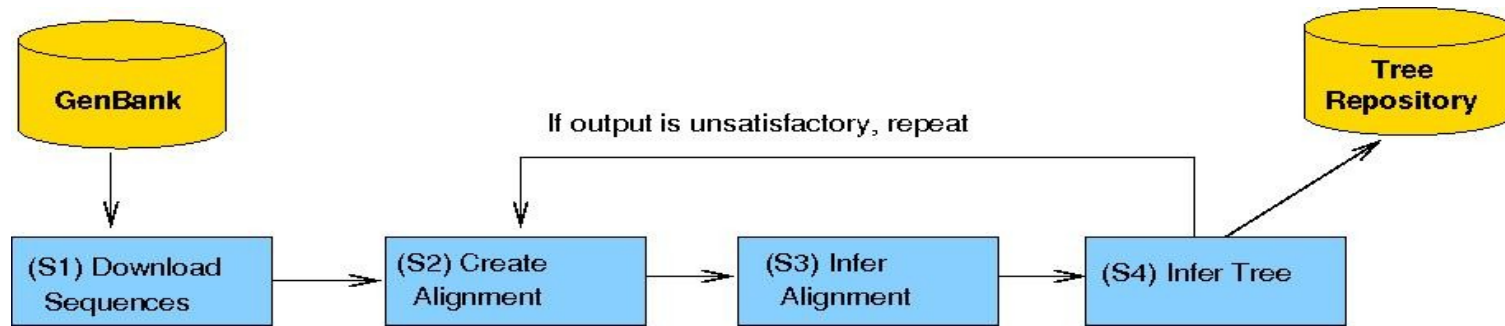 GenBank
Tree
Repository
If output is unsatisfactory, repeat
(S1) Download
Sequences
(S2) Create
Alignment
(S3) Infer
Alignment
(S4) Infer Tree